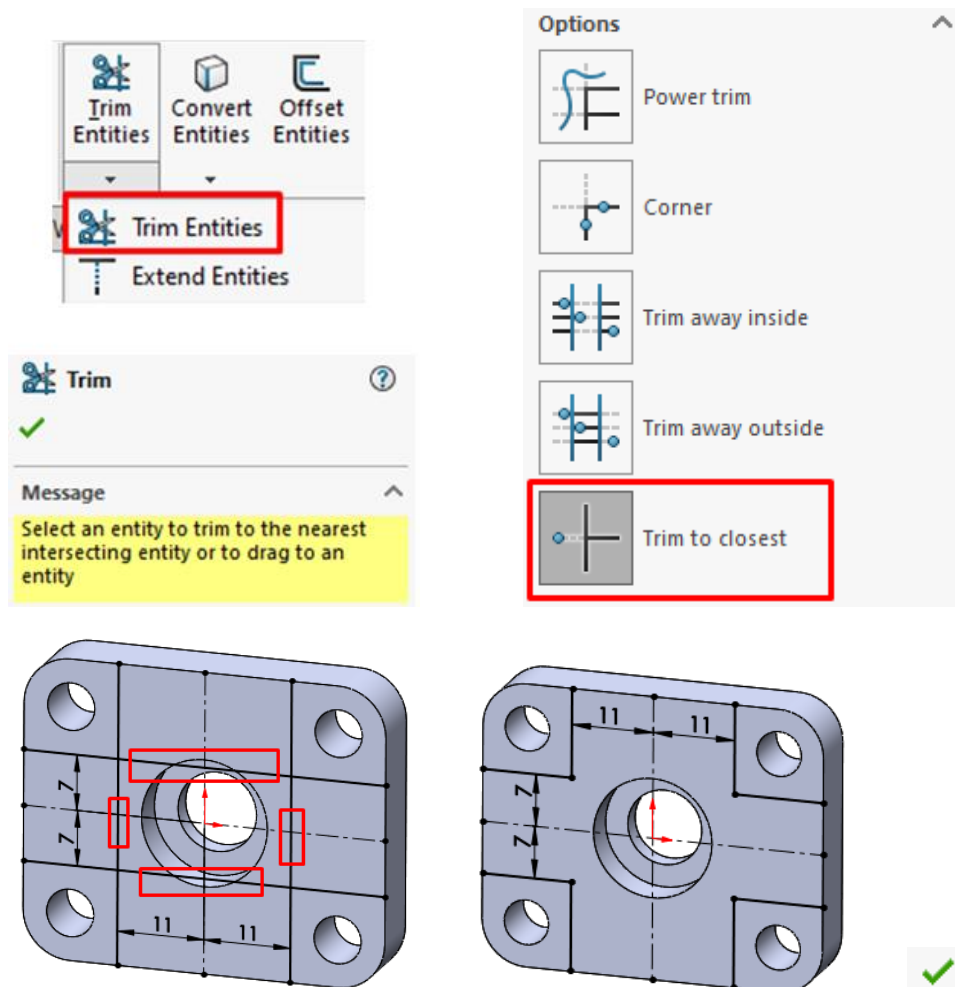 Trim
Entities
Convert
Entities
Offset
Entities
Trim Entities
Extend Entities
Options
Power trim
Corner
Trim away inside
Trim away outside
Trim to closest
Trim
?
Message
Select an entity to trim to the nearest
intersecting entity or to drag to an
entity
7
7
11
11
11
11
7
7